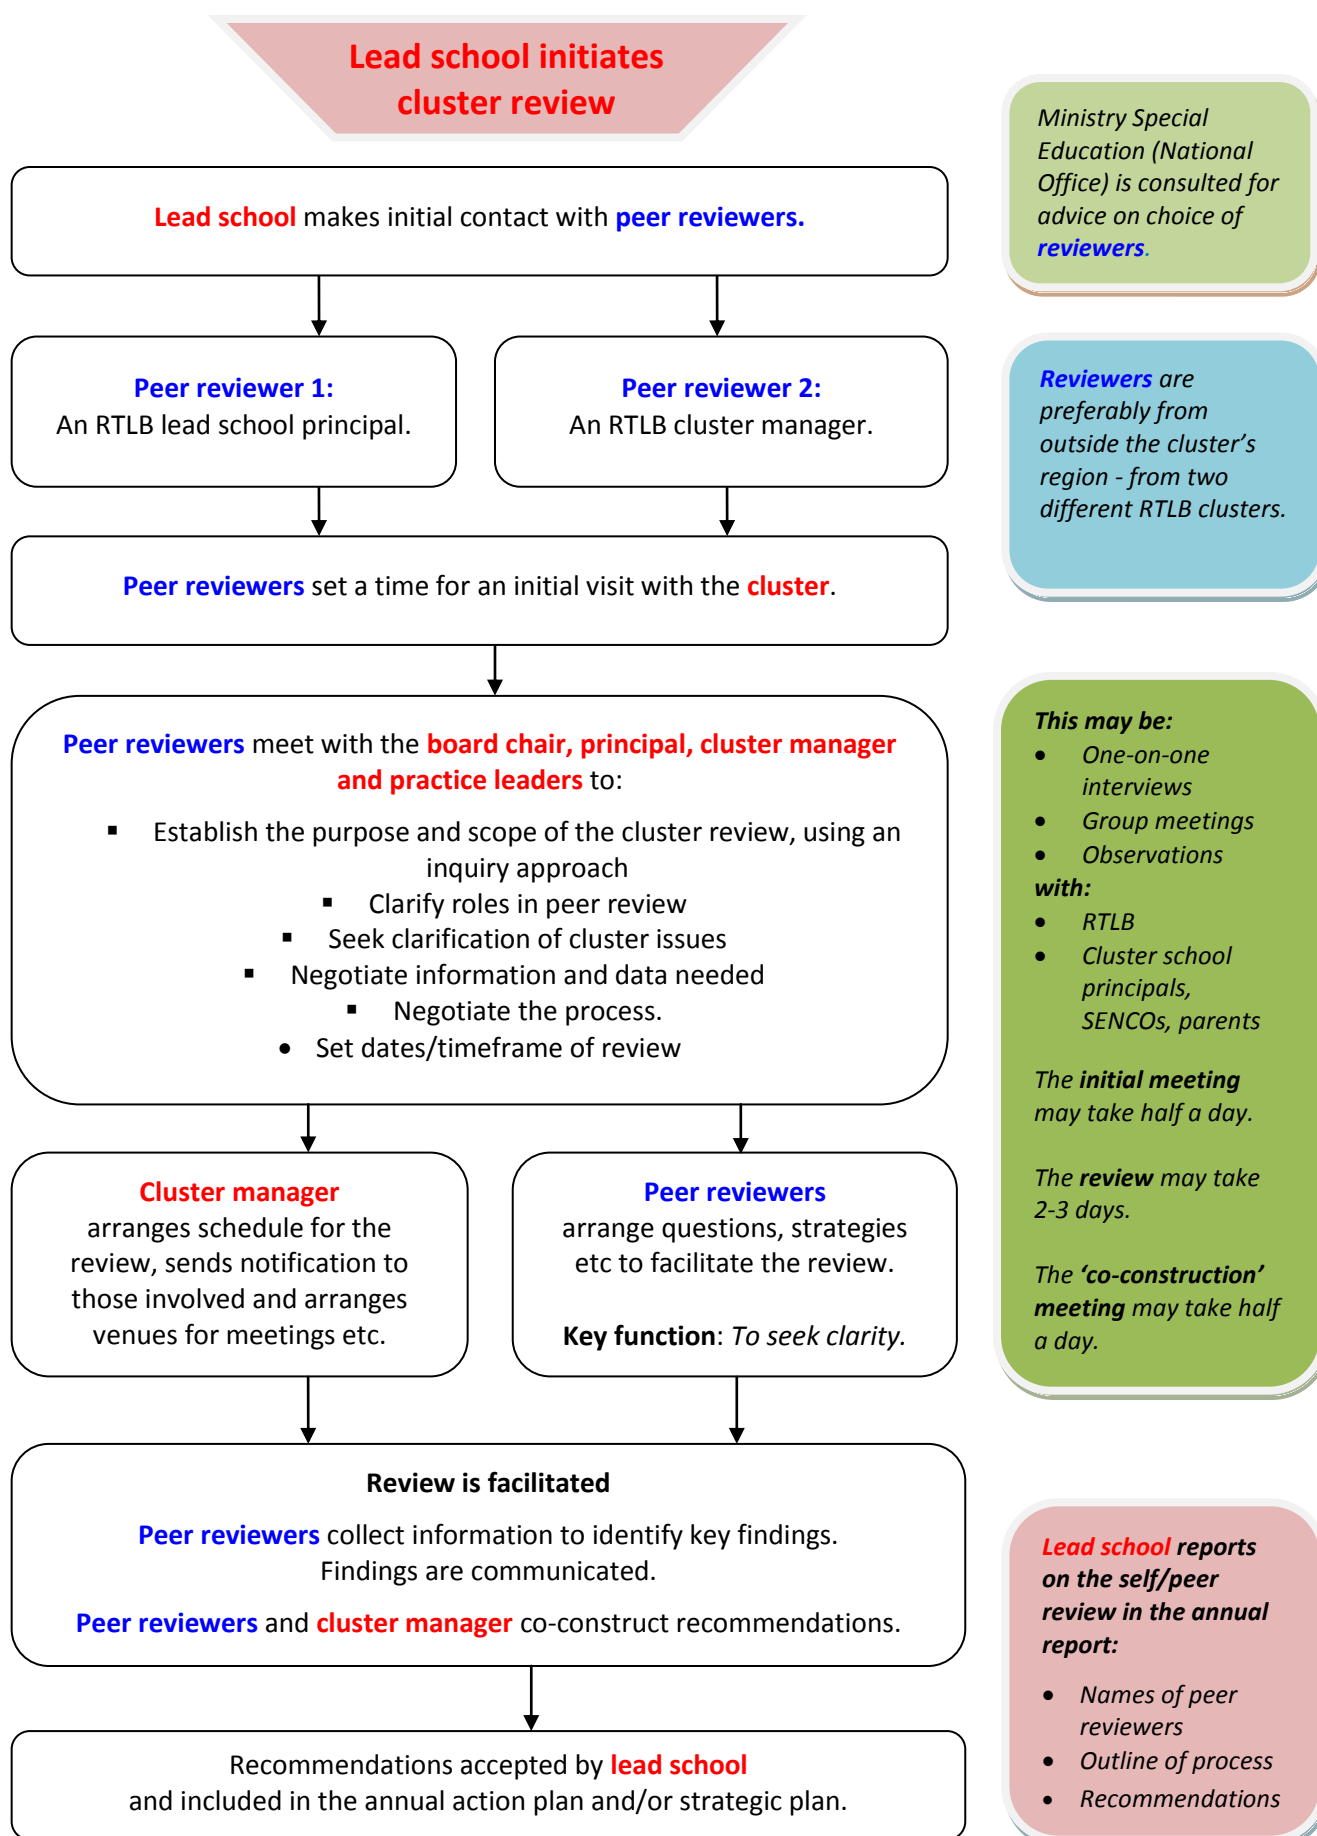 Lead school initiates
cluster review
Ministry Special
Education (National
Office) is consulted for
advice on choice of
reviewers.
Lead school makes initial contact with peer reviewers.
Peer reviewer 1:
An RTLB lead school principal.
Peer reviewer 2:
An RTLB cluster manager.
Reviewers are
preferably from
outside the cluster’s
region - from two
different RTLB clusters.
Peer reviewers set a time for an initial visit with the cluster.
Peer reviewers meet with the board chair, principal, cluster manager
and practice leaders to:
▪ Establish the purpose and scope of the cluster review, using an
inquiry approach
▪ Clarify roles in peer review
▪ Seek clarification of cluster issues
▪ Negotiate information and data needed
▪ Negotiate the process.
• Set dates/timeframe of review
This may be:
• One-on-one
interviews
• Group meetings
• Observations
with:
• RTLB
• Cluster school
principals,
SENCOs, parents
The initial meeting
may take half a day.
The review may take
2-3 days.
The ‘co-construction’
meeting may take half
a day.
Cluster manager
arranges schedule for the
review, sends notification to
those involved and arranges
venues for meetings etc.
Peer reviewers
arrange questions, strategies
etc to facilitate the review.
Key function: To seek clarity.
Review is facilitated
Peer reviewers collect information to identify key findings.
Findings are communicated.
Peer reviewers and cluster manager co-construct recommendations.
Lead school reports
on the self/peer
review in the annual
report:
• Names of peer
reviewers
• Outline of process
• Recommendations
Recommendations accepted by lead school
and included in the annual action plan and/or strategic plan.